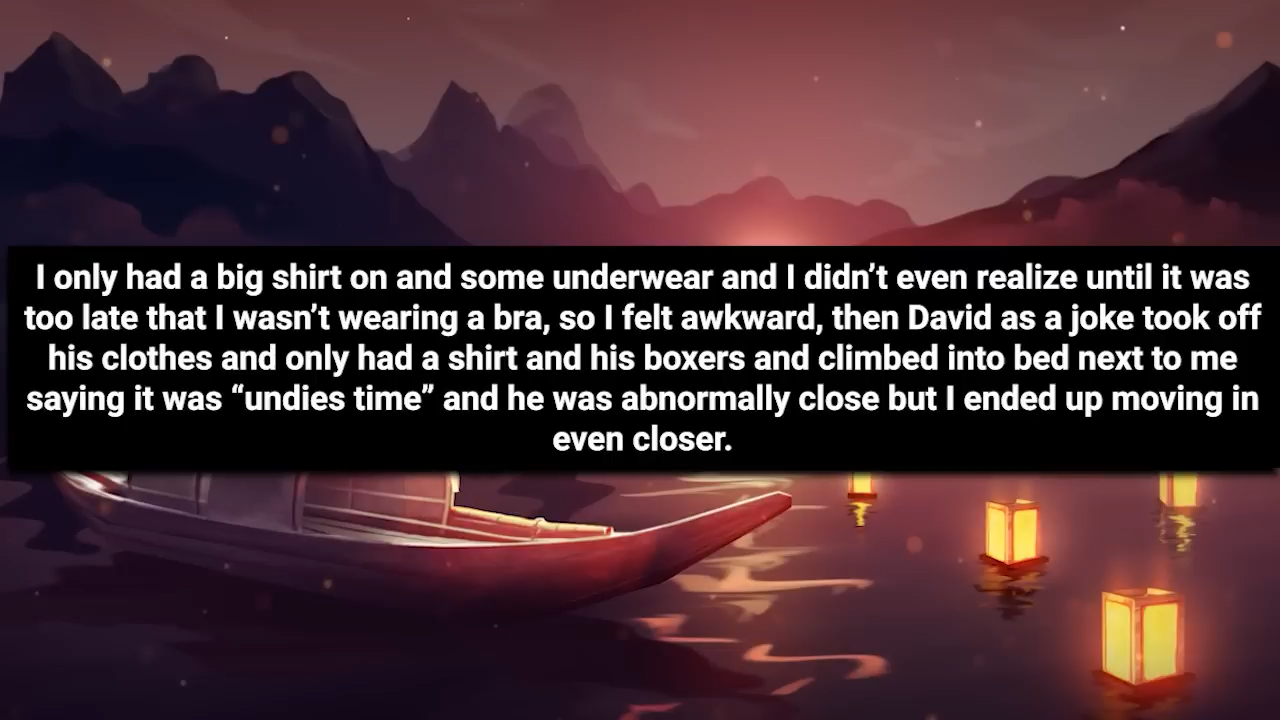 I only had a big shirt on and some underwear and I didn’t even realize until it was
too late that I wasn’t wearing a bra, so I felt awkward, then David as a joke took off
his clothes and only had a shirt and his boxers and climbed into bed next to me
saying it was “undies time” and he was abnormally close but I ended up moving in
even closer.